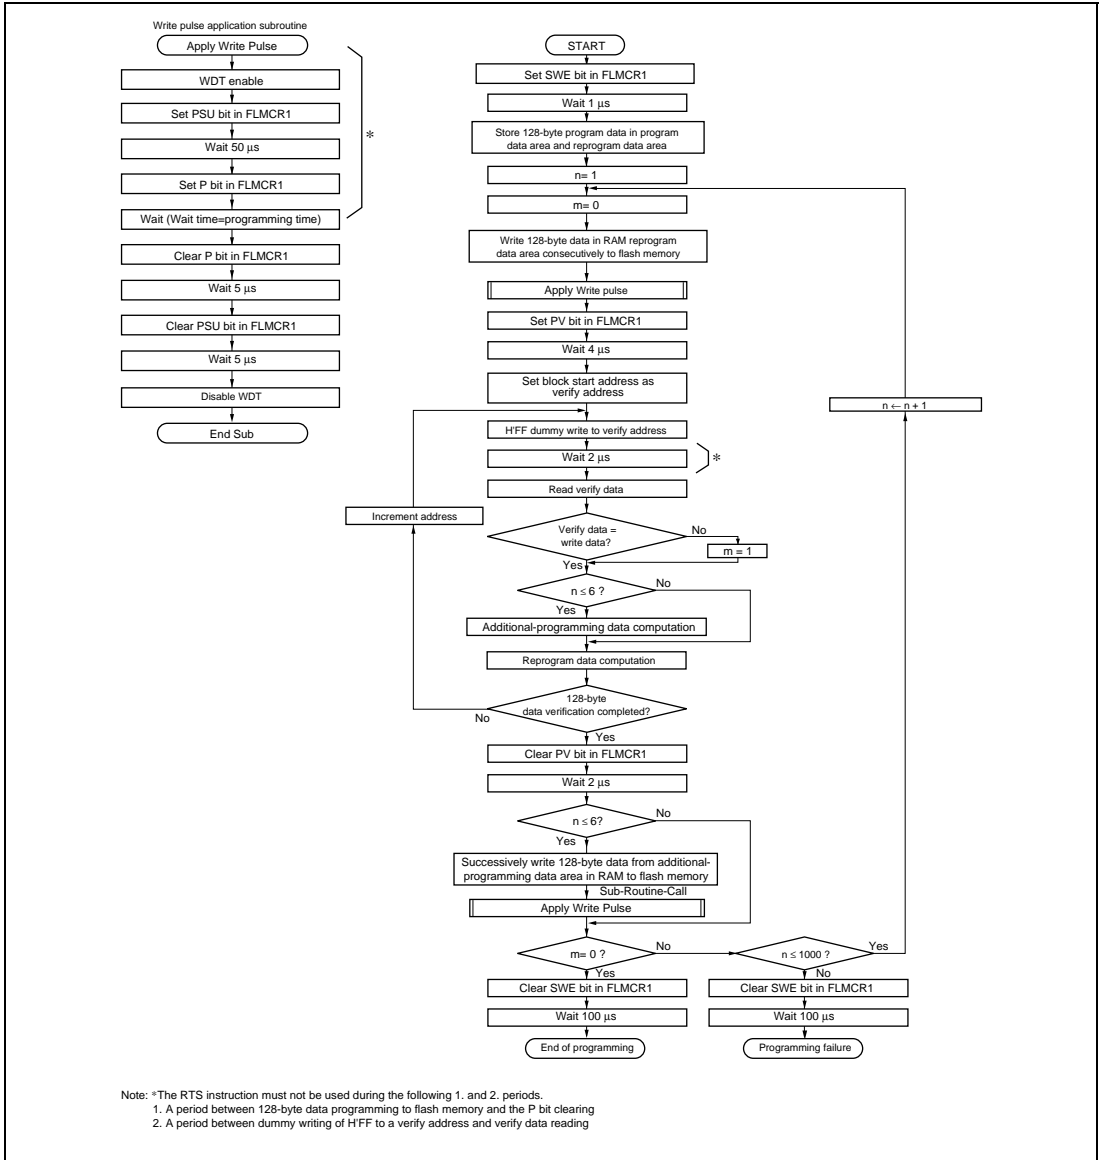 Write pulse application subroutine
Apply Write Pulse
WDT enable
Set PSU bit in FLMCR1
Wait 50 µs
Set P bit in FLMCR1
Wait (Wait time=programming time)
*
Clear P bit in FLMCR1
Wait 5 µs
Clear PSU bit in FLMCR1
Wait 5 µs
Disable WDT
End Sub
START
Set SWE bit in FLMCR1
Wait 1 µs
Store 128-byte program data in program
data area and reprogram data area
n= 1
m= 0
Write 128-byte data in RAM reprogram
data area consecutively to flash memory
Apply Write pulse
Set PV bit in FLMCR1
Wait 4 µs
Set block start address as
verify address
n ← n + 1
H'FF dummy write to verify address
Wait 2 µs
*
Read verify data
Increment address
Verify data =
write data?
No
m = 1
Yes
n ≤ 6 ?
No
Yes
Additional-programming data computation
Reprogram data computation
128-byte
data verification completed?
No
Yes
Clear PV bit in FLMCR1
Wait 2 µs
n ≤ 6?
No
Yes
Successively write 128-byte data from additional-
programming data area in RAM to flash memory
Sub-Routine-Call
Apply Write Pulse
m= 0 ?
No
n ≤ 1000 ?
Yes
Yes
No
Clear SWE bit in FLMCR1
Clear SWE bit in FLMCR1
Wait 100 µs
Wait 100 µs
End of programming
Programming failure
Note: *The RTS instruction must not be used during the following 1. and 2. periods.
1. A period between 128-byte data programming to flash memory and the P bit clearing
2. A period between dummy writing of H'FF to a verify address and verify data reading